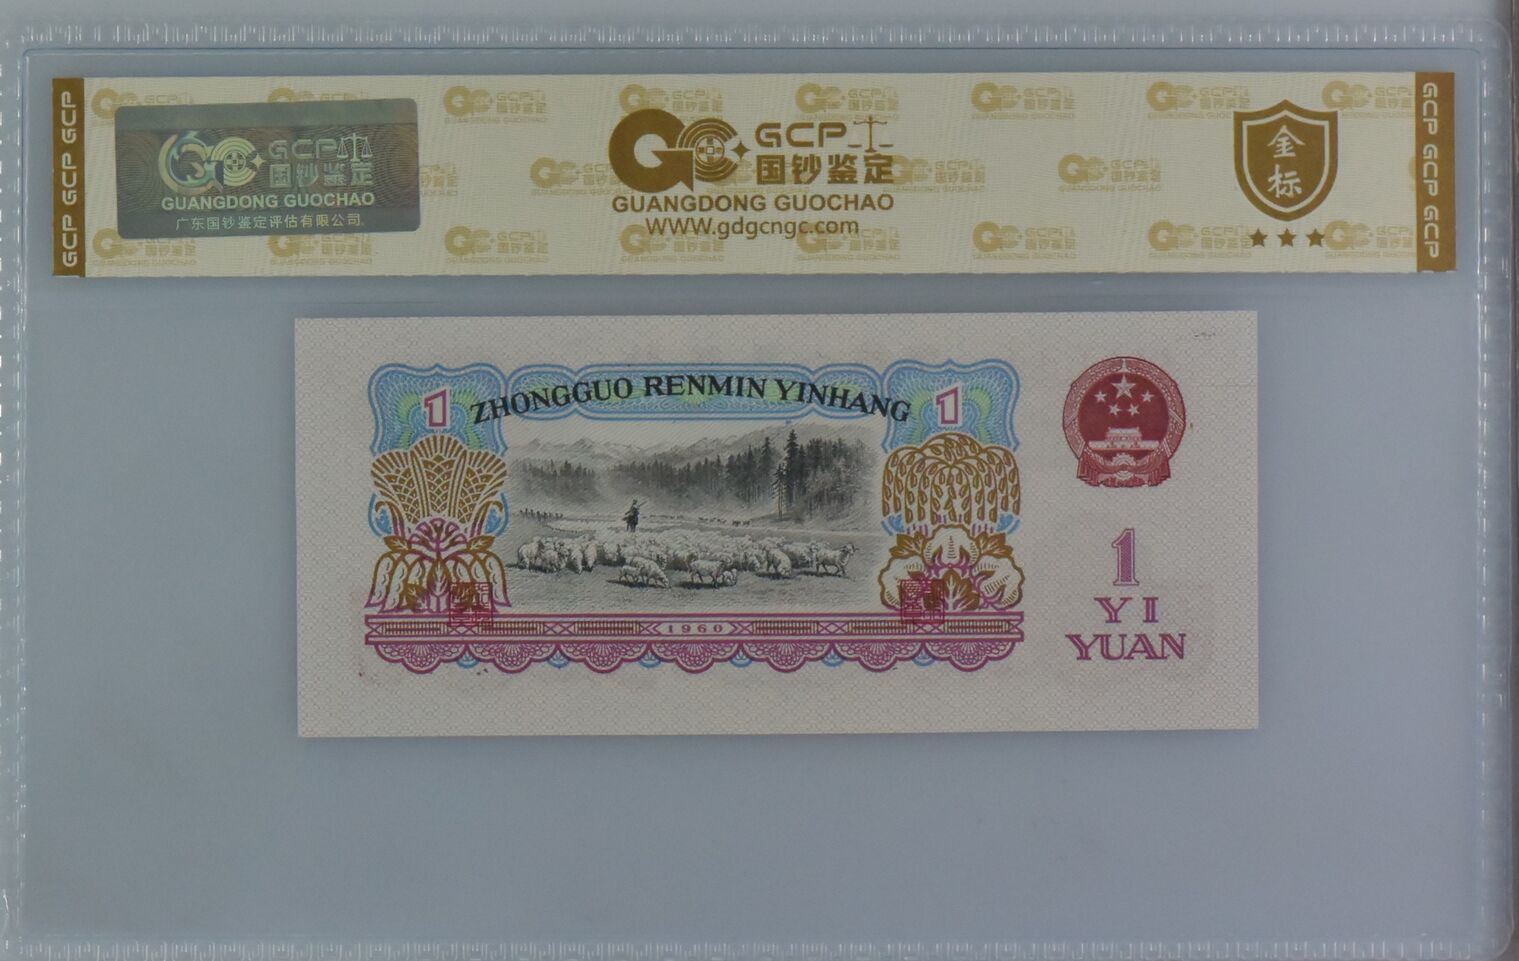 GCP GCP GCP
GCP
国钞鉴定
GUANGDONG GUOCHAO
广东国钞鉴定评估有限公司
GCP
国钞鉴定
GUANGDONG GUOCHAO
WWW.gdgcngc.com
金标
GCP GCP GCP
1
ZHONGGUO RENMIN YINHANG
1
1960
1
YI
YUAN